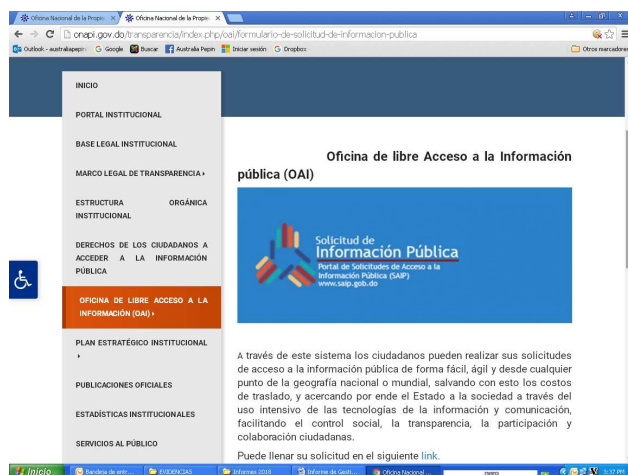 Oficina Nacional de la Propie
Oficina Nacional de la Propie
onapi.gov.do/transparencia/index.php/oai/formulario-de-solicitud-de-informacion-publica
Outlook - australiapepin
Google
Buscar
Australia Pepin
Iniciar sesión
Dropbox
Otros marcadores
INICIO
PORTAL INSTITUCIONAL
BASE LEGAL INSTITUCIONAL
MARCO LEGAL DE TRANSPARENCIA
ESTRUCTURA ORGÁNICA
INSTITUCIONAL
DERECHOS DE LOS CIUDADANOS A
ACCEDER A LA INFORMACIÓN
PÚBLICA
OFICINA DE LIBRE ACCESO A LA
INFORMACIÓN (OAI)
PLAN ESTRATÉGICO INSTITUCIONAL
PUBLICACIONES OFICIALES
ESTADÍSTICAS INSTITUCIONALES
SERVICIOS AL PÚBLICO
Oficina de libre Acceso a la Información
pública (OAI)
Solicitud de
Información Pública
Portal de Solicitudes de Acceso a la
Información Pública (SAIP)
www.saip.gob.do
A través de este sistema los ciudadanos pueden realizar sus solicitudes
de acceso a la información pública de forma fácil, ágil y desde cualquier
punto de la geografía nacional o mundial, salvando con esto los costos
de traslado, y acercando por ende el Estado a la sociedad a través del
uso intensivo de las tecnologías de la información y comunicación,
facilitando el control social, la transparencia, la participación y
colaboración ciudadanas.
Puede llenar su solicitud en el siguiente link.
Inicio
Bandeja de entr...
EVIDENCIAS
Informes 2016
Informe de Gesti...
Oficina Nacional ...
3:37 PM